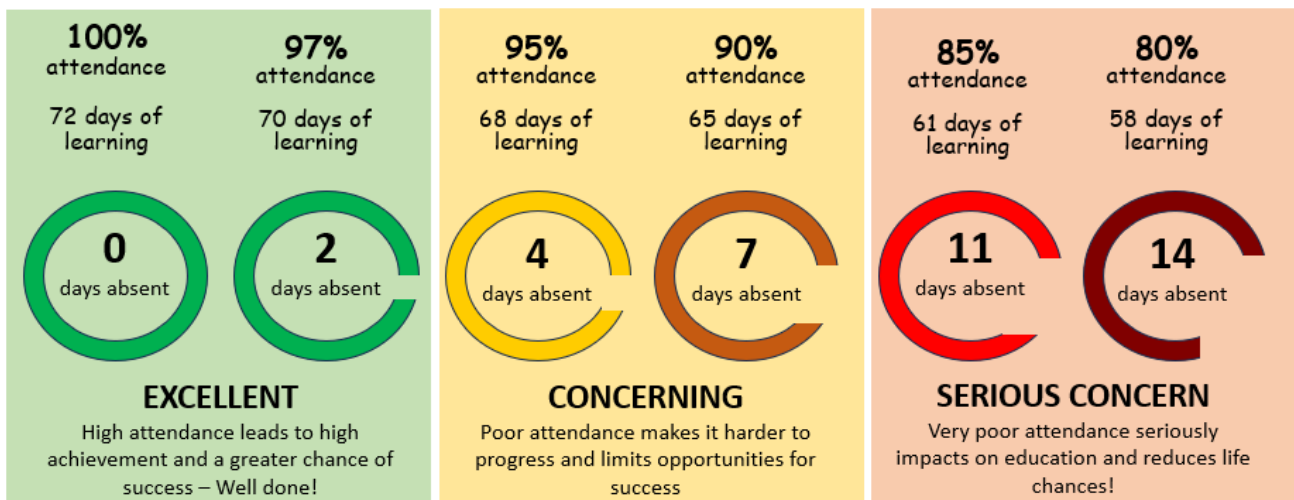 100%
attendance
72 days of
learning
0
days absent
97%
attendance
70 days of
learning
2
days absent
EXCELLENT
High attendance leads to high
achievement and a greater chance of
success – Well done!
95%
attendance
68 days of
learning
4
days absent
90%
attendance
65 days of
learning
7
days absent
CONCERNING
Poor attendance makes it harder to
progress and limits opportunities for
success
85%
attendance
61 days of
learning
11
days absent
80%
attendance
58 days of
learning
14
days absent
SERIOUS CONCERN
Very poor attendance seriously
impacts on education and reduces life
chances!